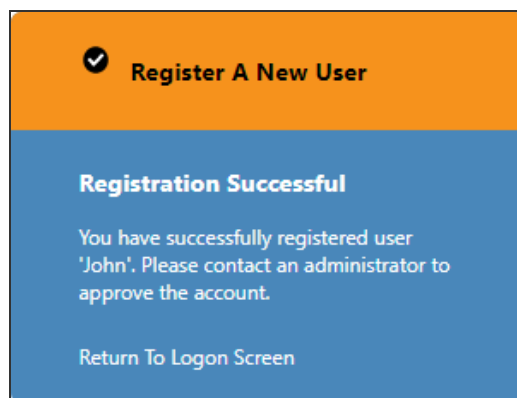 Register A New User
Registration Successful
You have successfully registered user
'John'. Please contact an administrator to
approve the account.
Return To Logon Screen